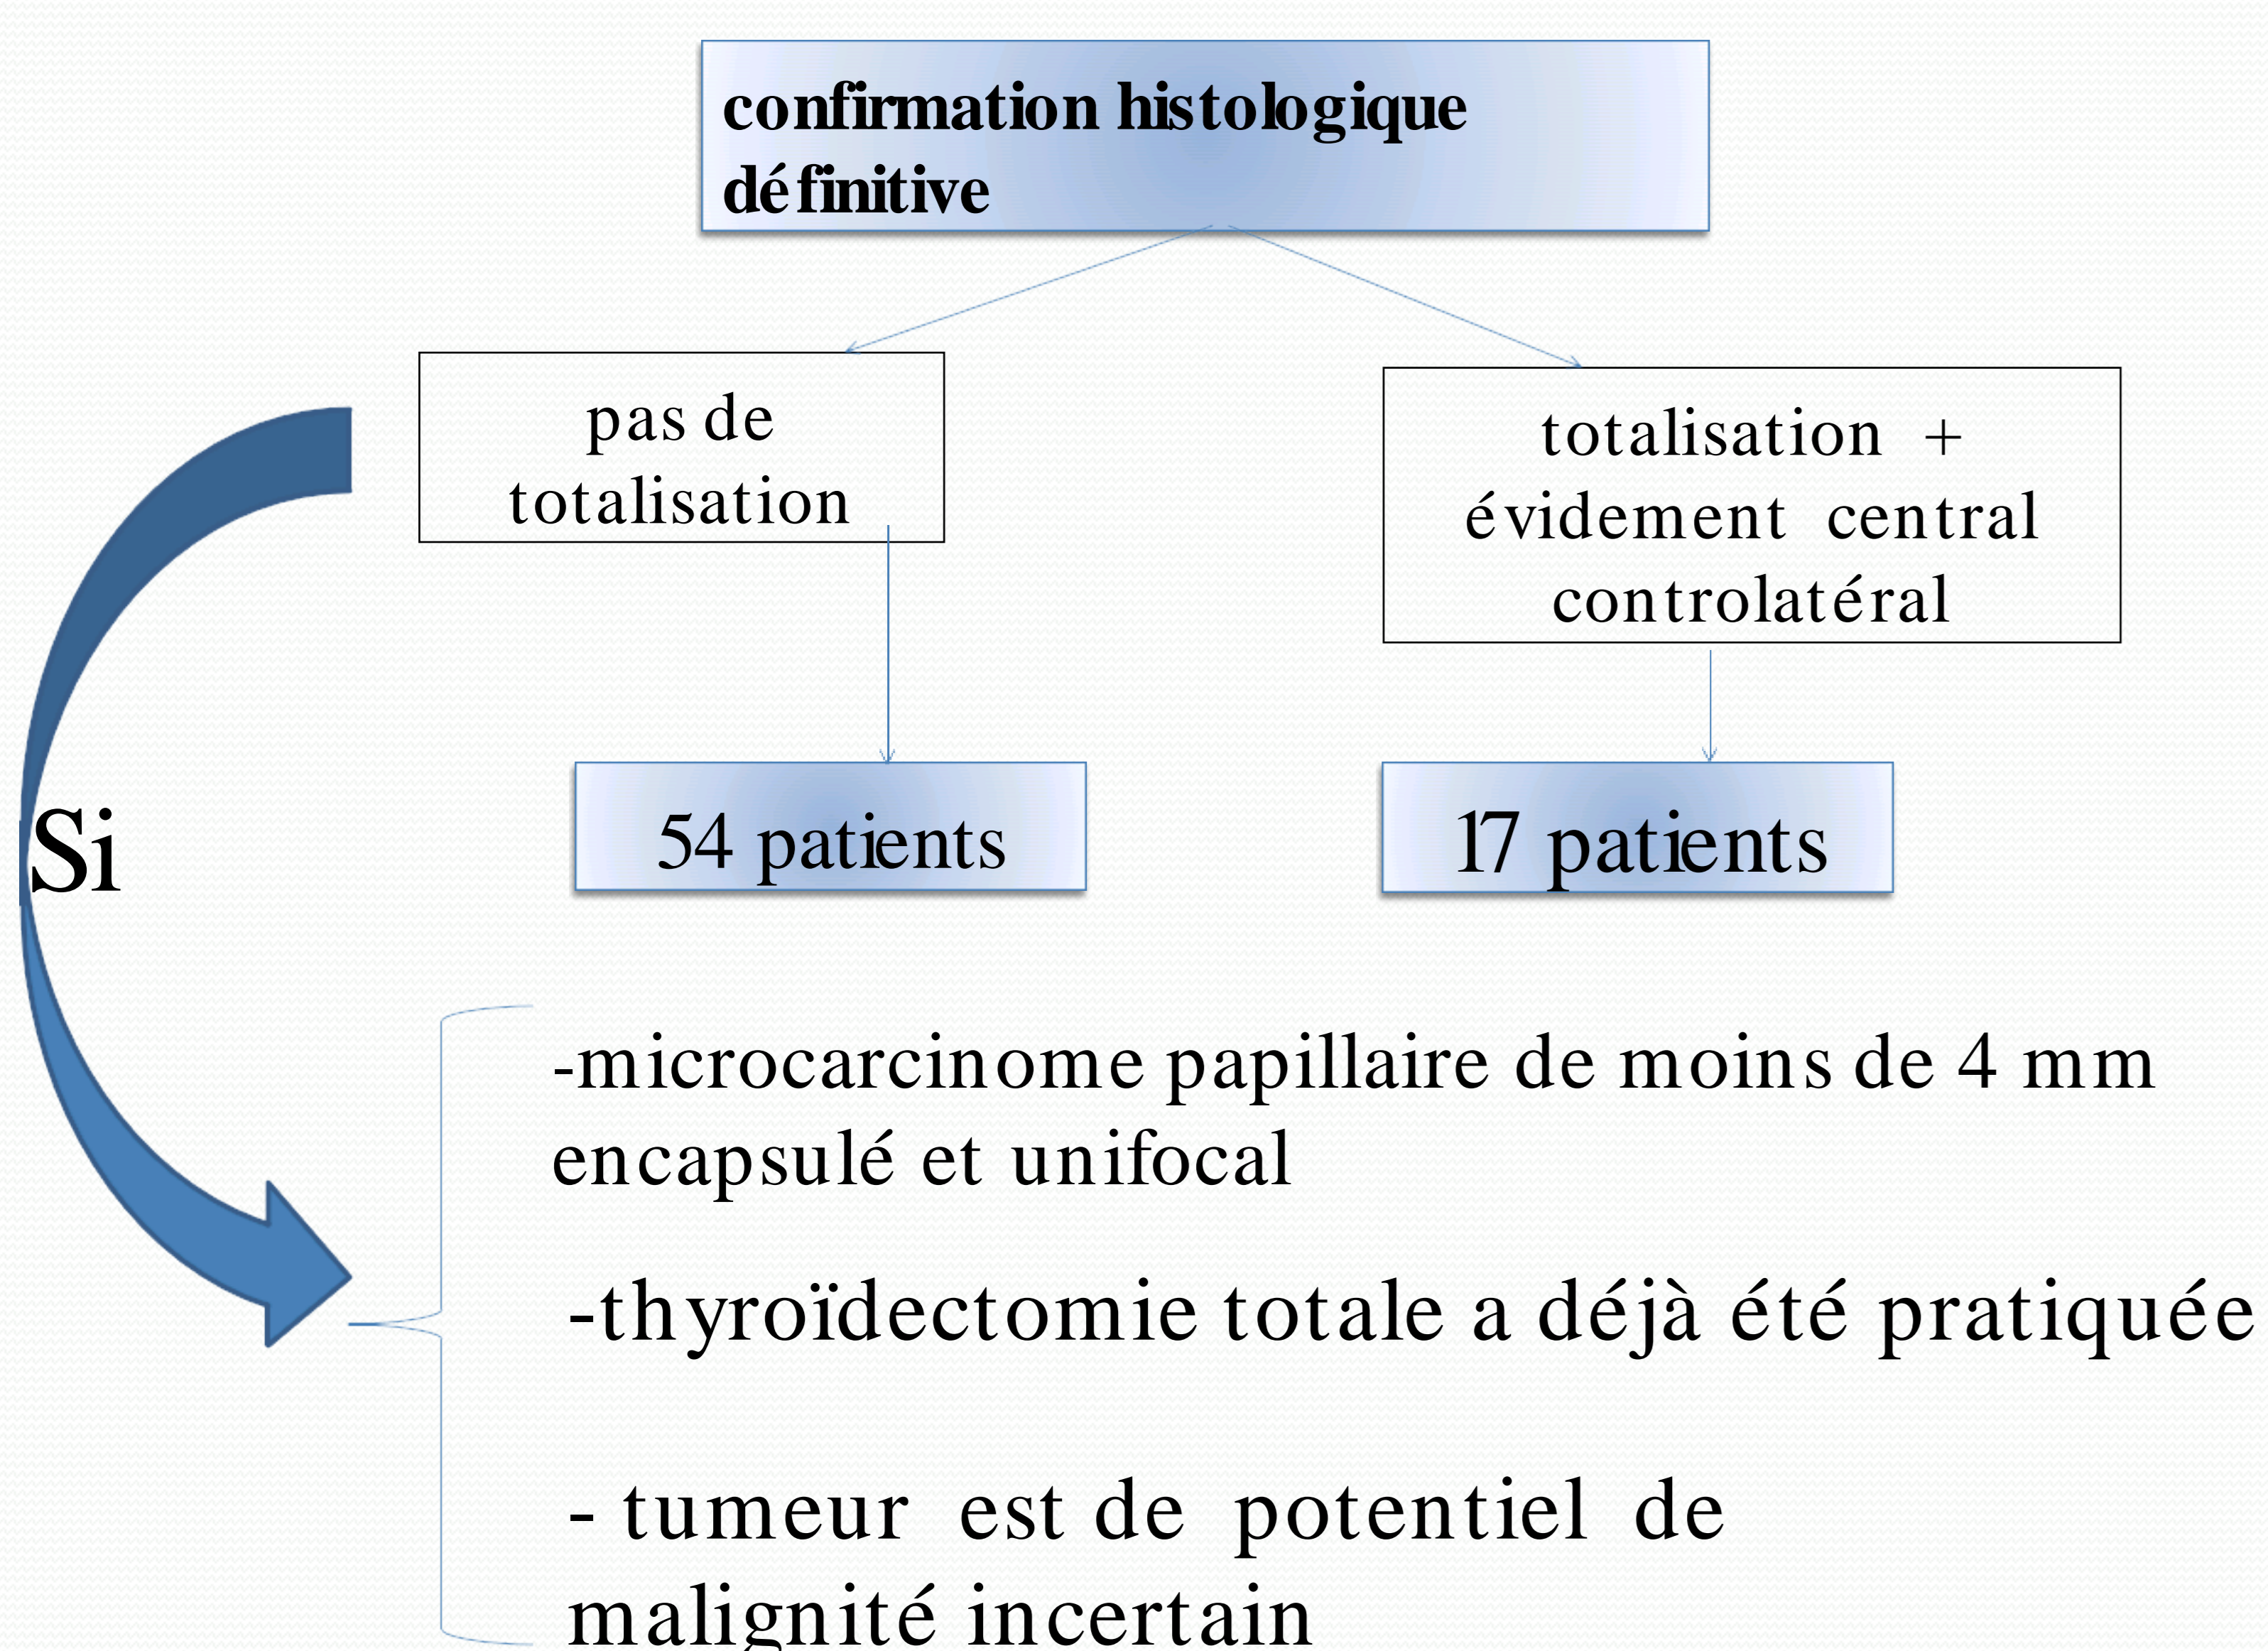 confirmation histologique
définitive
pas de
totalisation
totalisation +
évidement central
controlatéral
Si
54 patients
17 patients
-microcarcinome papillaire de moins de 4 mm
encapsulé et unifocal
-thyroïdectomie totale a déjà été pratiquée
- tumeur est de potentiel de
malignité incertain